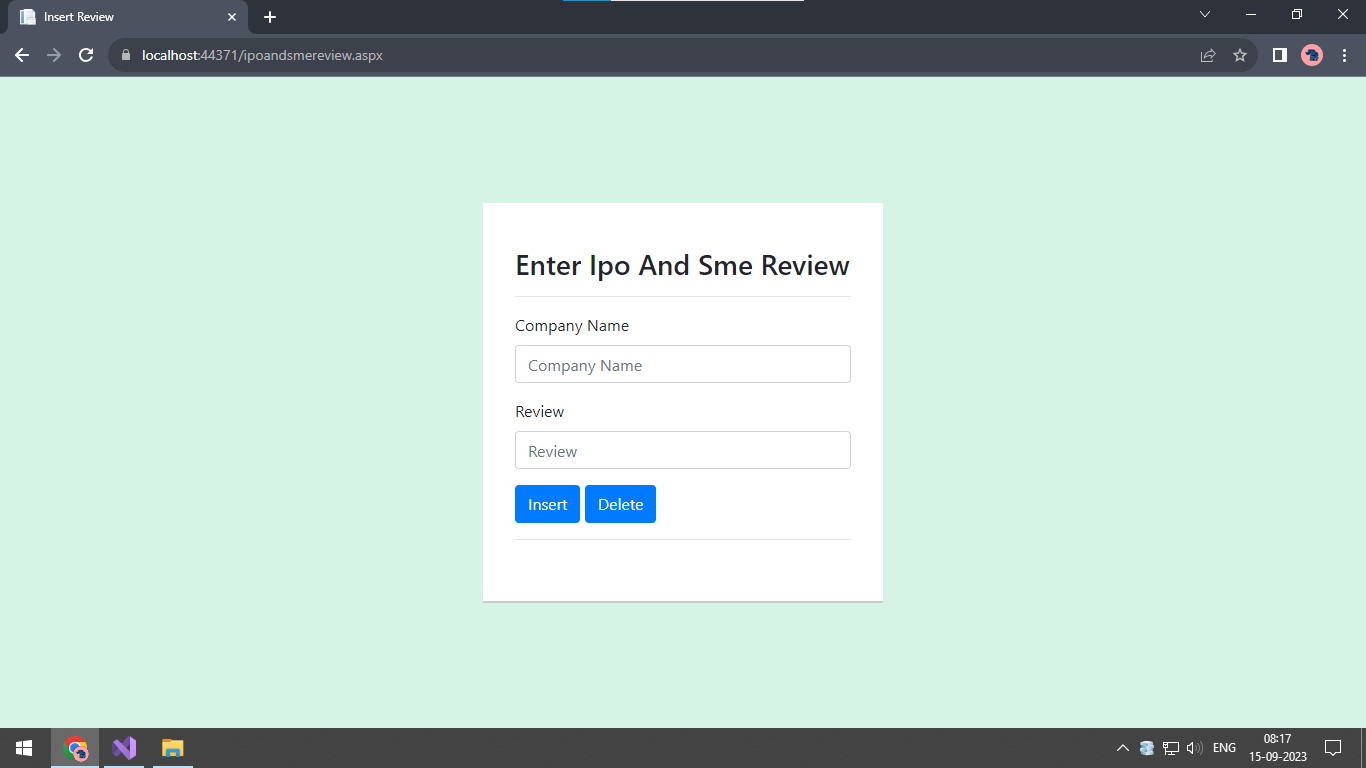 Insert Review
localhost:44371/ipoandsmereview.aspx
Enter Ipo And Sme Review
Company Name
Company Name
Review
Review
Insert Delete
ENG
08:17
15-09-2023